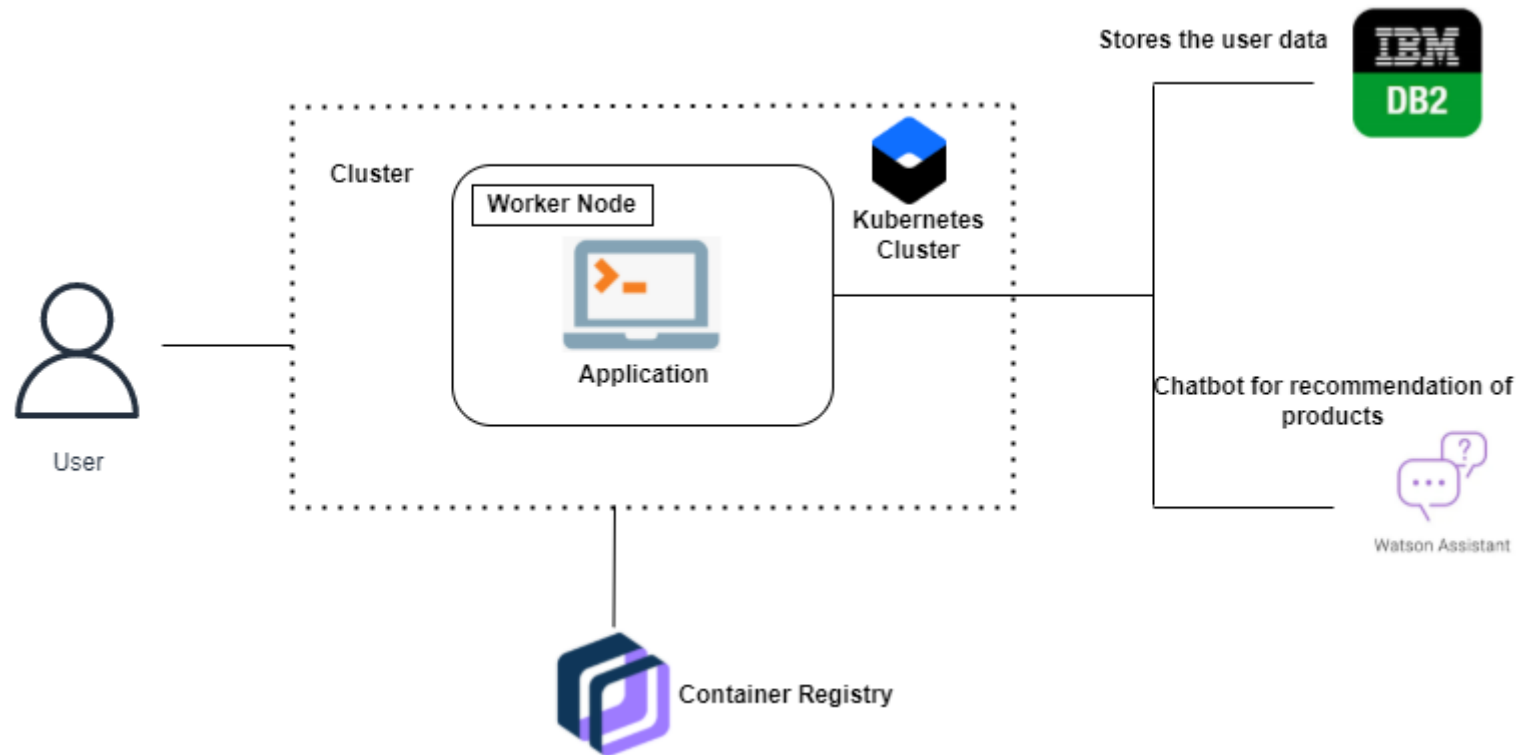 Stores the user data
IBM
DB2
Cluster
Worker Node
Kubernetes
Cluster
Application
User
Chatbot for recommendation of
products
Watson Assistant
Container Registry